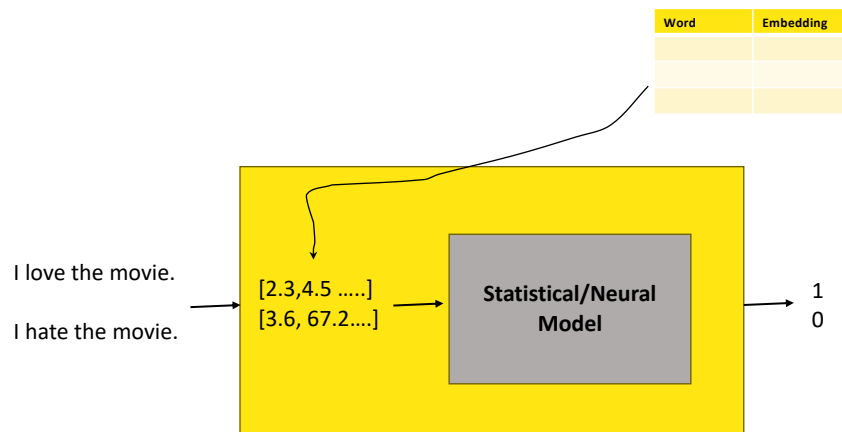 Word Embedding
I love the movie.
I hate the movie.
[2.3,4.5 …..]
[3.6, 67.2….]
Statistical/Neural
Model
1
0